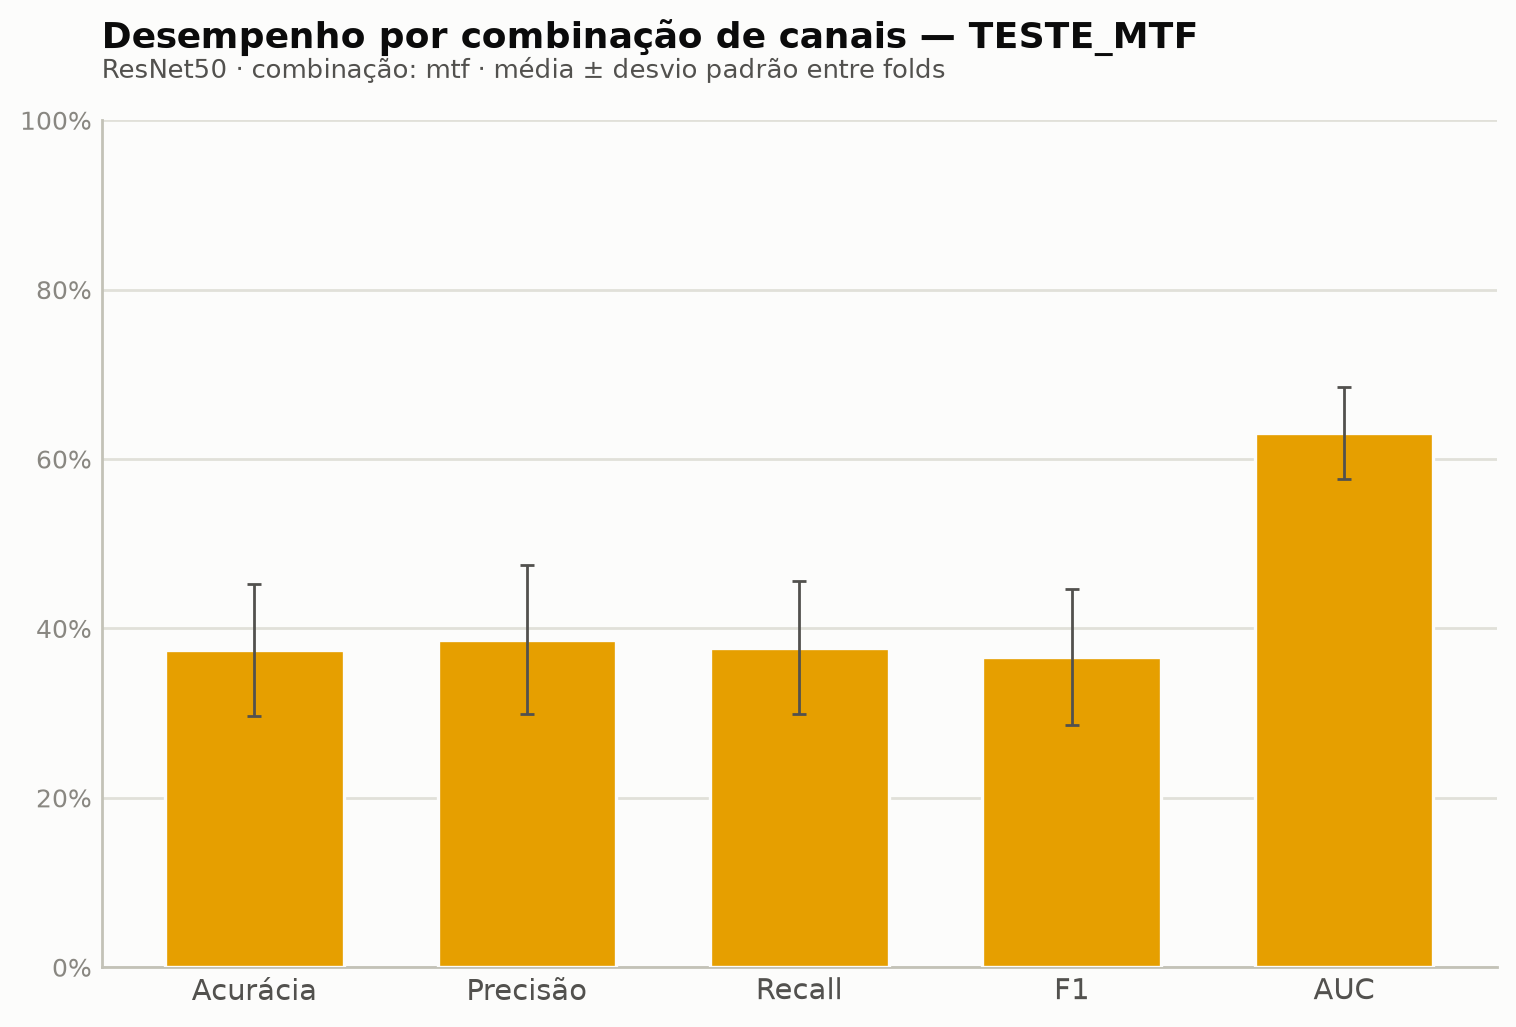 Desempenho por combinação de canais — TESTE_MTF
ResNet50 · combinação: mtf · média ± desvio padrão entre folds
100%
80%
60%
40%
20%
0%
Acurácia Precisão Recall F1 AUC